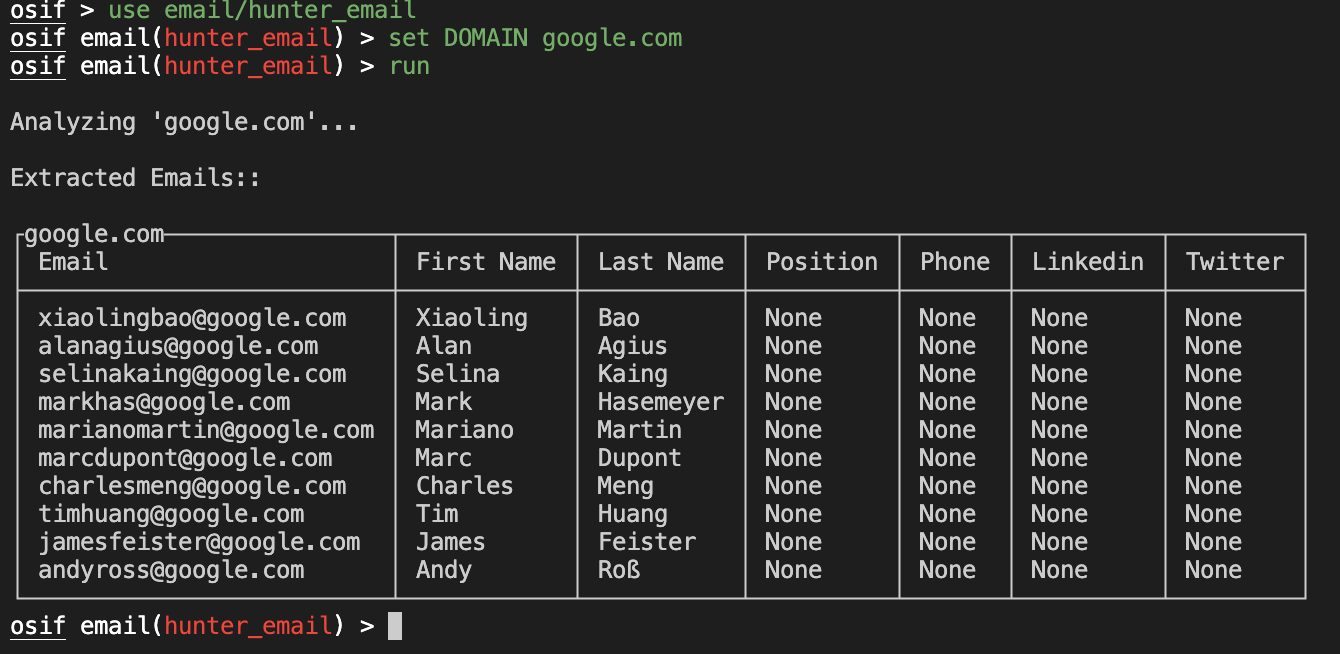 osif > use email/hunter_email
osif email(hunter_email) > set DOMAIN google.com
osif email(hunter_email) > run
Analyzing 'google.com'...
Extracted Emails::
google.com
Email First Name Last Name Position Phone Linkedin Twitter
xiaolingbao@google.com Xiaoling Bao None None None None
alanagius@google.com Alan Agius None None None None
selinakaing@google.com Selina Kaing None None None None
markhas@google.com Mark Hasemeyer None None None None
marianomartin@google.com Mariano Martin None None None None
marcdupont@google.com Marc Dupont None None None None
charlesmeng@google.com Charles Meng None None None None
timhuang@google.com Tim Huang None None None None
jamesfeister@google.com James Feister None None None None
andyross@google.com Andy Roß None None None None
osif email(hunter_email) >